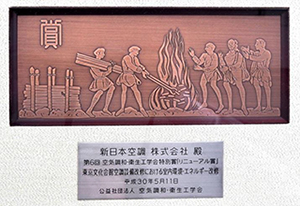 賞
新日本空調 株式会社 殿
第6回 空気調和・衛生工学会特別賞「リニューアル賞」
東京文化会館空調設備改修における室内環境・エネルギー改修
平成30年5月11日
公益社団法人 空気調和・衛生工学会